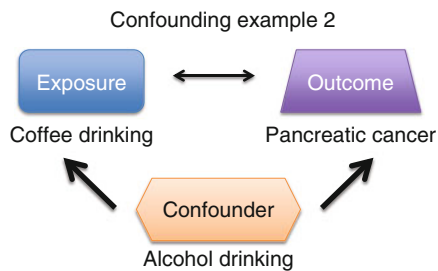 Confounding example 2
Exposure
Outcome
Coffee drinking
Pancreatic cancer
Confounder
Alcohol drinking